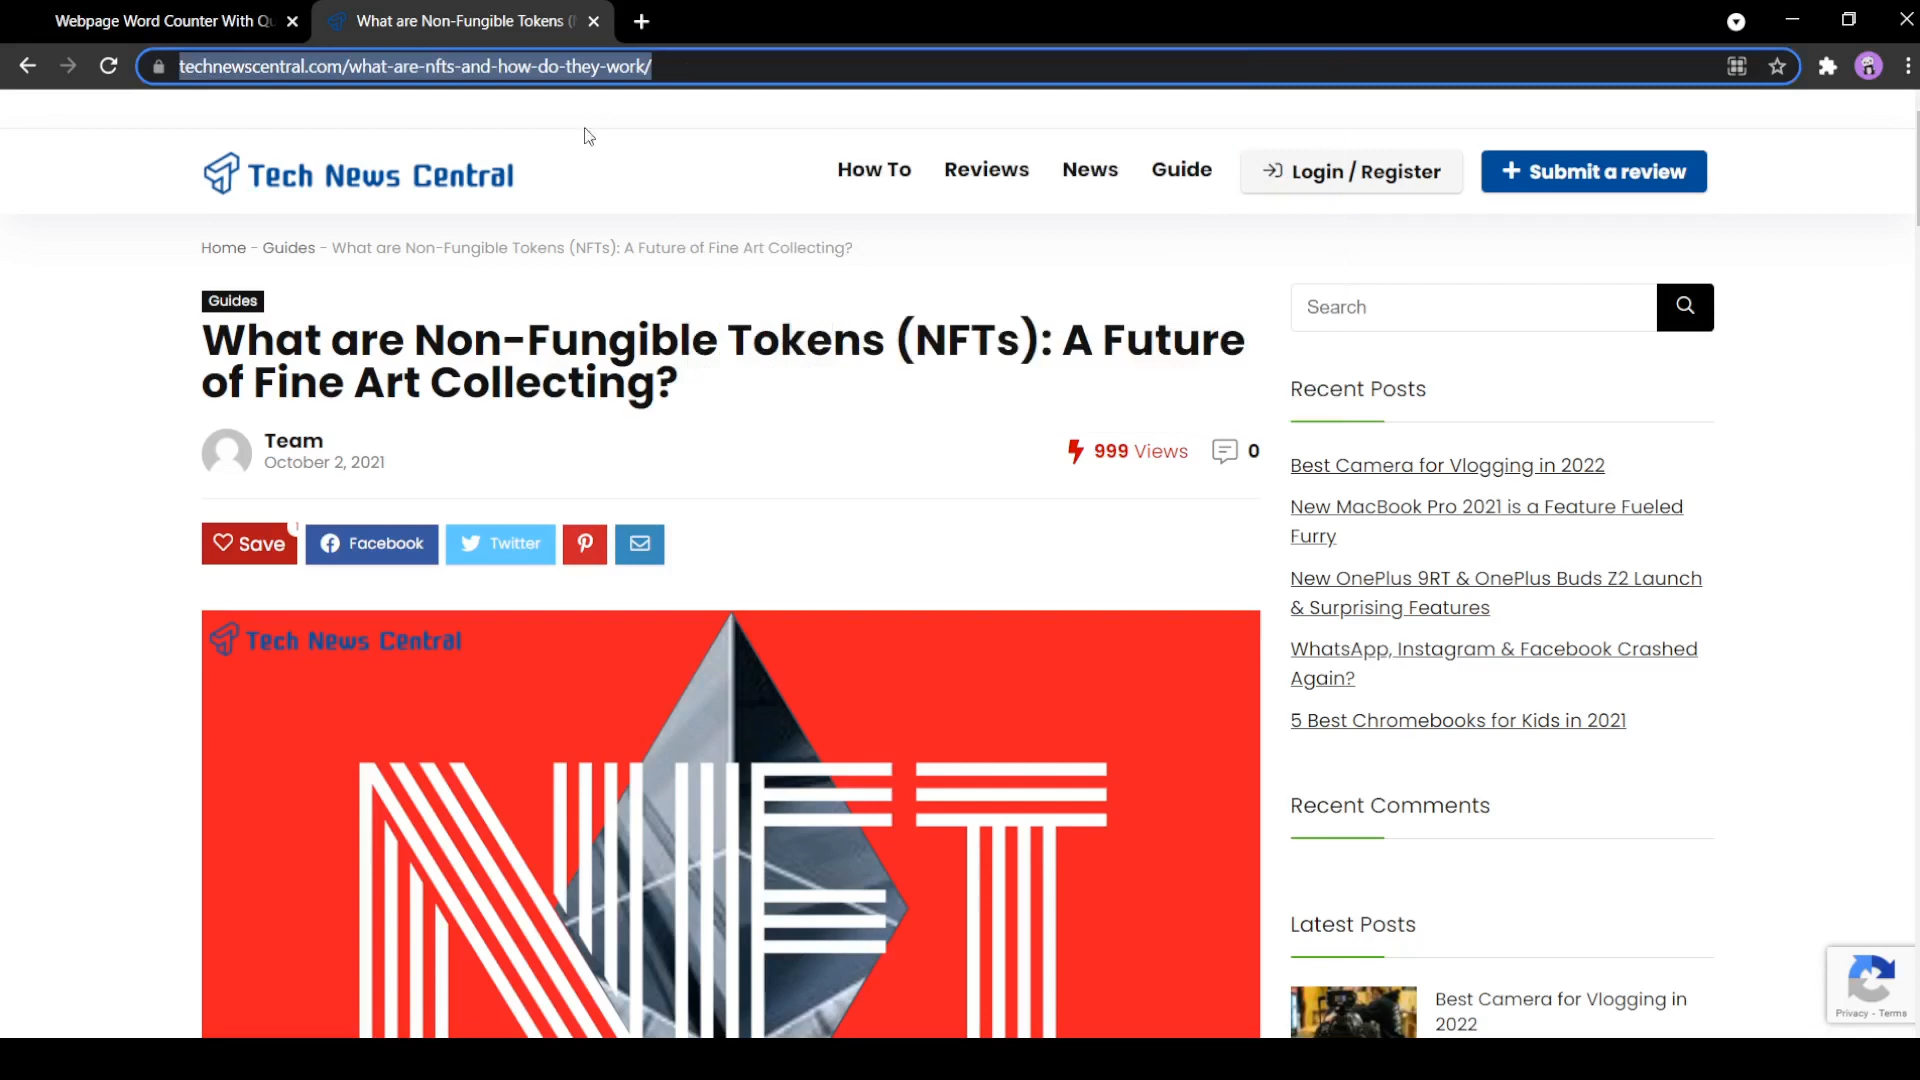 Webpage Word Counter With Qu
What are Non-Fungible Tokens (N
technewscentral.com/what-are-nfts-and-how-do-they-work/
Tech News Central
How To
Reviews
News
Guide
Login / Register
+ Submit a review
Home - Guides - What are Non-Fungible Tokens (NFTs): A Future of Fine Art Collecting?
Guides
What are Non-Fungible Tokens (NFTs): A Future
of Fine Art Collecting?
Team
October 2, 2021
999 Views
0
Save
1
Facebook
Twitter
Tech News Central
NFT
Search
Recent Posts
Best Camera for Vlogging in 2022
New MacBook Pro 2021 is a Feature Fueled
Furry
New OnePlus 9RT & OnePlus Buds Z2 Launch
& Surprising Features
WhatsApp, Instagram & Facebook Crashed
Again?
5 Best Chromebooks for Kids in 2021
Recent Comments
Latest Posts
Best Camera for Vlogging in
2022
Privacy - Terms